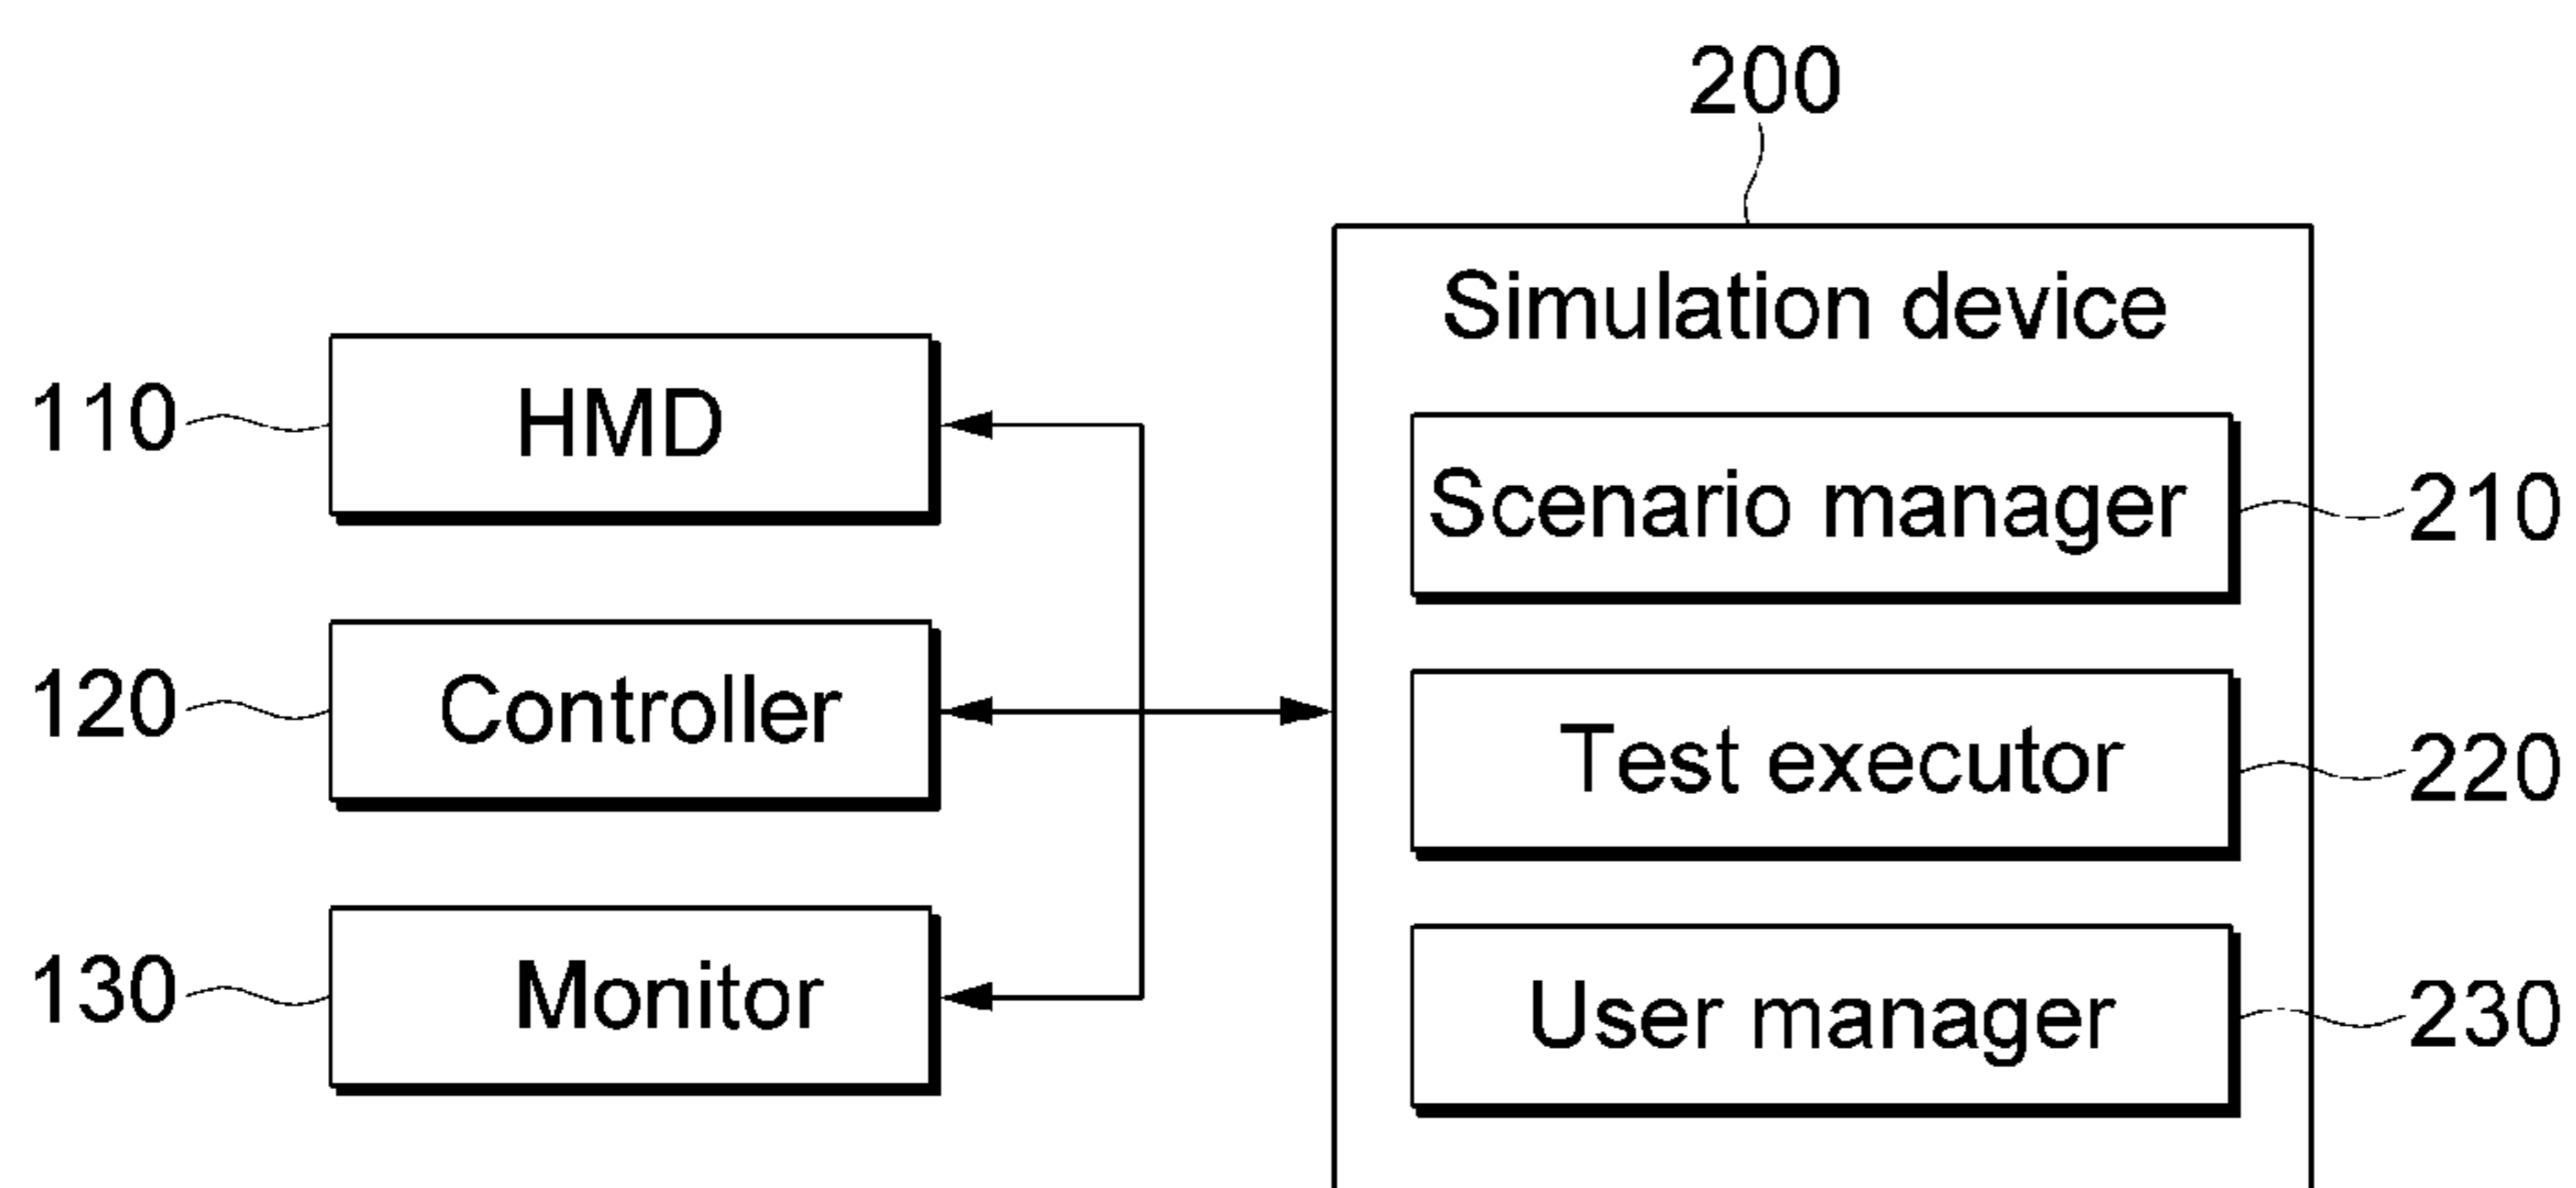 200
Simulation device
110
HMD
Scenario manager
210
120
Controller
Test executor
220
130
Monitor
User manager
230